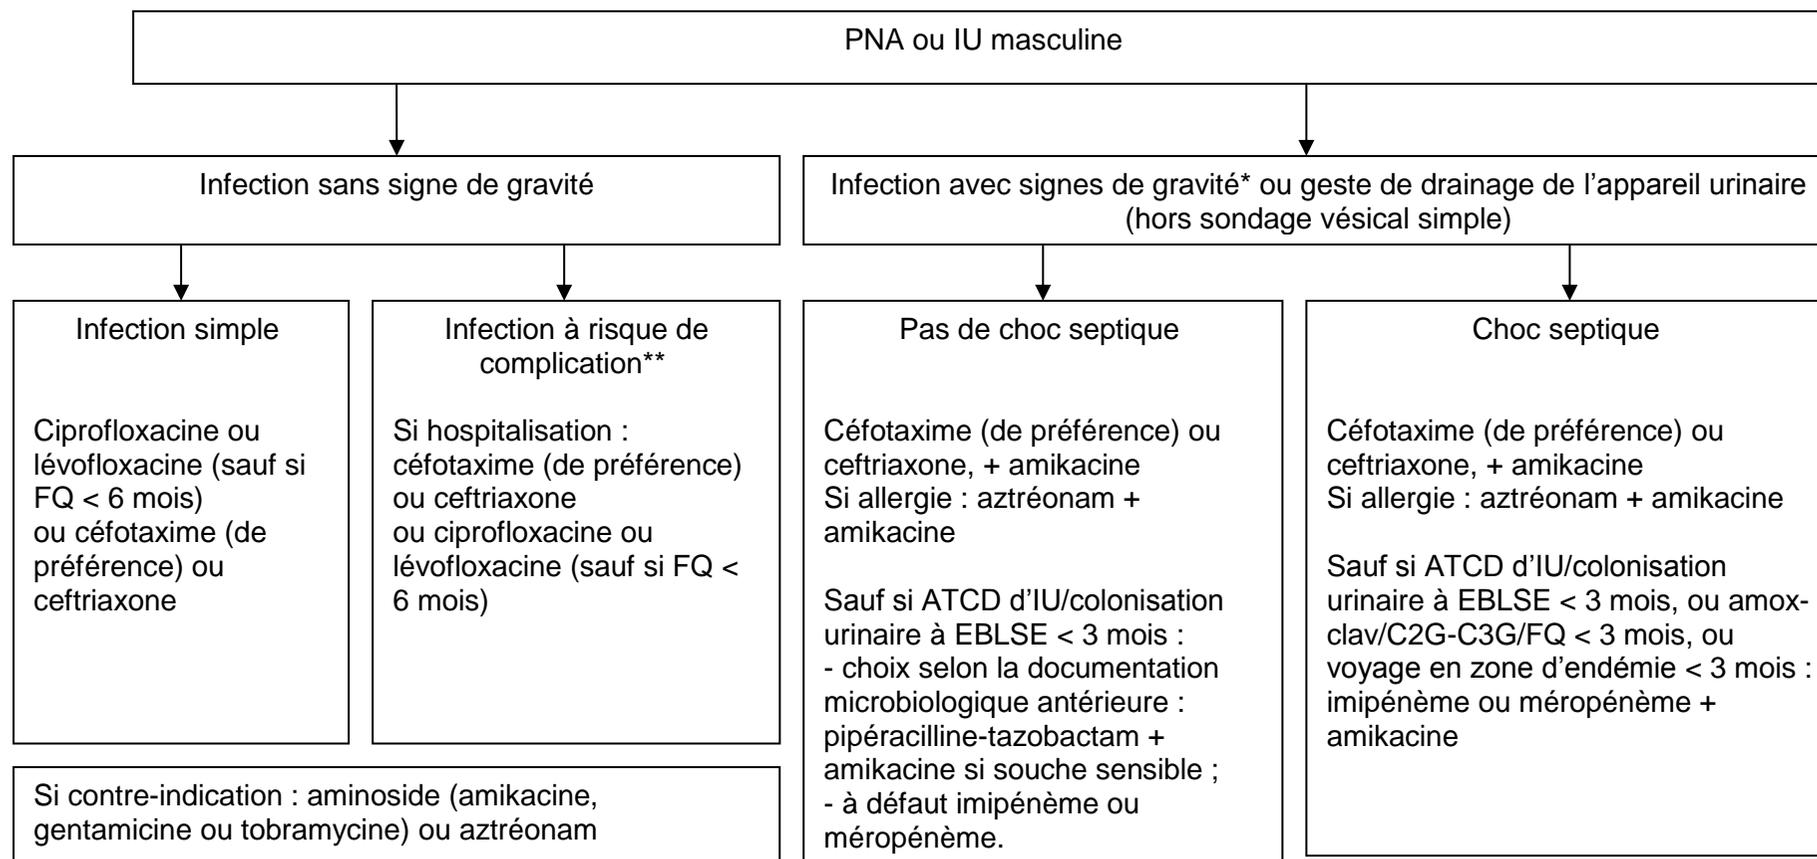 PNA ou IU masculine
Infection sans signe de gravité
Infection avec signes de gravité* ou geste de drainage de l’appareil urinaire
(hors sondage vésical simple)
Infection simple
Ciprofloxacine ou
lévofloxacine (sauf si
FQ < 6 mois)
ou céfotaxime (de
préférence) ou
ceftriaxone
Infection à risque de
complication**
Si hospitalisation :
céfotaxime (de préférence)
ou ceftriaxone
ou ciprofloxacine ou
lévofloxacine (sauf si FQ <
6 mois)
Si contre-indication : aminoside (amikacine,
gentamicine ou tobramycine) ou aztréonam
Pas de choc septique
Céfotaxime (de préférence) ou
ceftriaxone, + amikacine
Si allergie : aztréonam +
amikacine
Sauf si ATCD d’IU/colonisation
urinaire à EBLSE < 3 mois :
- choix selon la documentation
microbiologique antérieure :
pipéracilline-tazobactam +
amikacine si souche sensible ;
- à défaut imipénème ou
méropénème.
Choc septique
Céfotaxime (de préférence) ou
ceftriaxone, + amikacine
Si allergie : aztréonam + amikacine
Sauf si ATCD d’IU/colonisation
urinaire à EBLSE < 3 mois, ou amox-
clav/C2G-C3G/FQ < 3 mois, ou
voyage en zone d’endémie < 3 mois :
imipénème ou méropénème +
amikacine